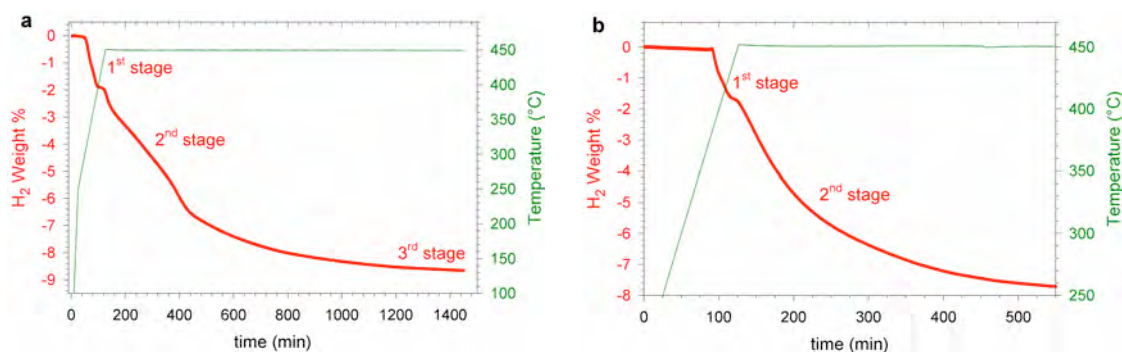 a
0
-1
-2
-3
-4
-5
-6
-7
-8
-9
H2 Weight %
1st stage
2nd stage
3rd stage
450
400
350
300
250
200
150
100
Temperature (°C)
0 200 400 600 800 1000 1200 1400
time (min)
b
0
-1
-2
-3
-4
-5
-6
-7
-8
H2 Weight %
1st stage
2nd stage
450
400
350
300
250
Temperature (°C)
0 100 200 300 400 500
time (min)